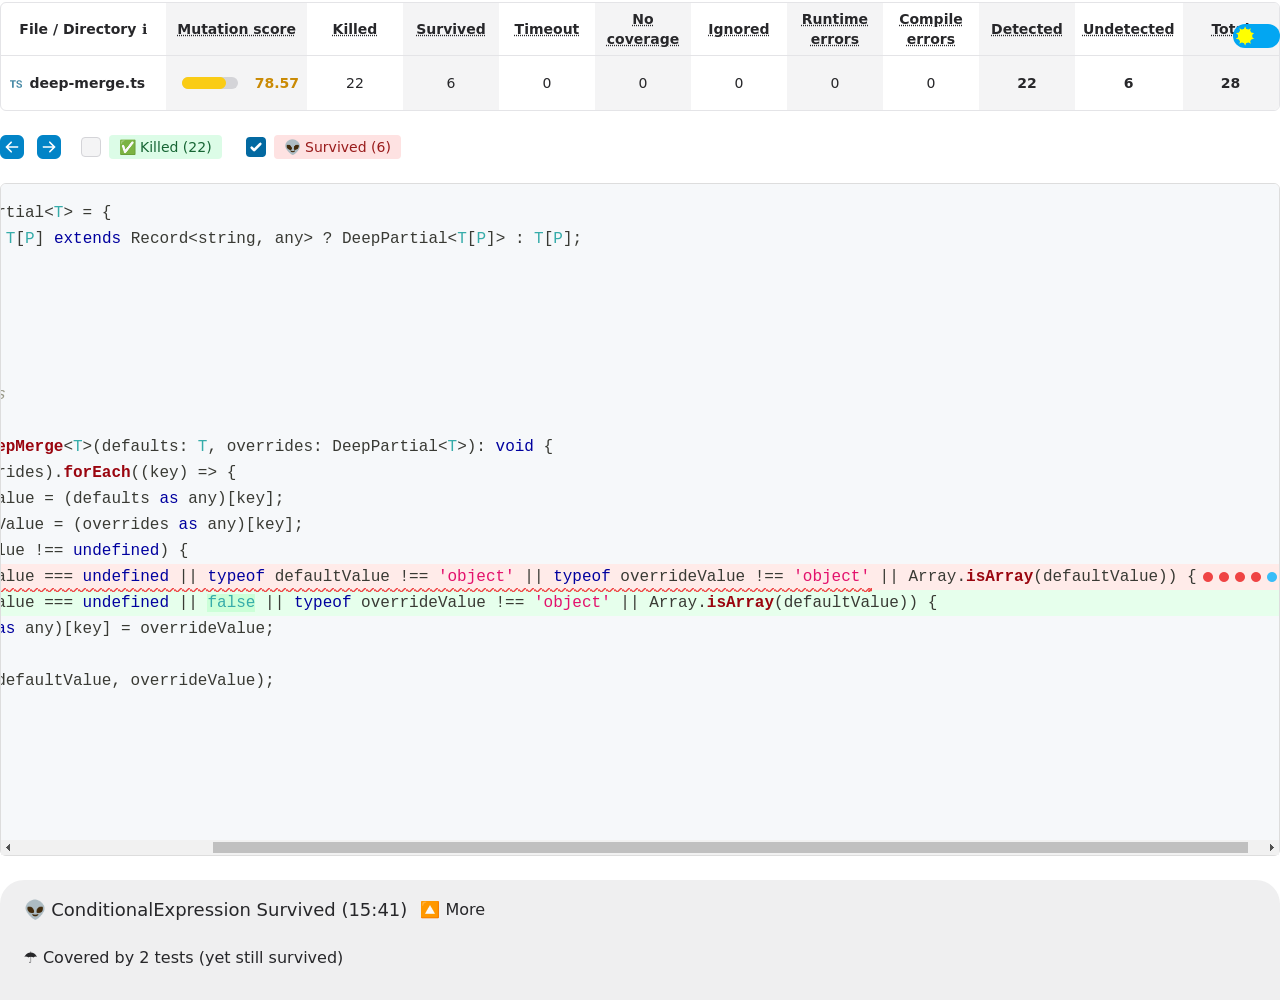 File / Directory ℹ Mutation score Killed Survived Timeout No coverage Ignored Runtime errors Compile errors Detected Undetected
TS deep-merge.ts 78.57 22 6 0 0 0 0 0 22 6 28
✅ Killed (22) 👽 Survived (6)
rtial<T> = {
T[P] extends Record<string, any> ? DeepPartial<T[P]> : T[P];
s
epMerge<T>(defaults: T, overrides: DeepPartial<T>): void {
rides).forEach((key) => {
alue = (defaults as any)[key];
Value = (overrides as any)[key];
lue !== undefined) {
alue === undefined || typeof defaultValue !== 'object' || typeof overrideValue !== 'object' || Array.isArray(defaultValue)) {
alue === undefined || false || typeof overrideValue !== 'object' || Array.isArray(defaultValue)) {
as any)[key] = overrideValue;
defaultValue, overrideValue);
👽 ConditionalExpression Survived (15:41) 🔼 More
☂ Covered by 2 tests (yet still survived)